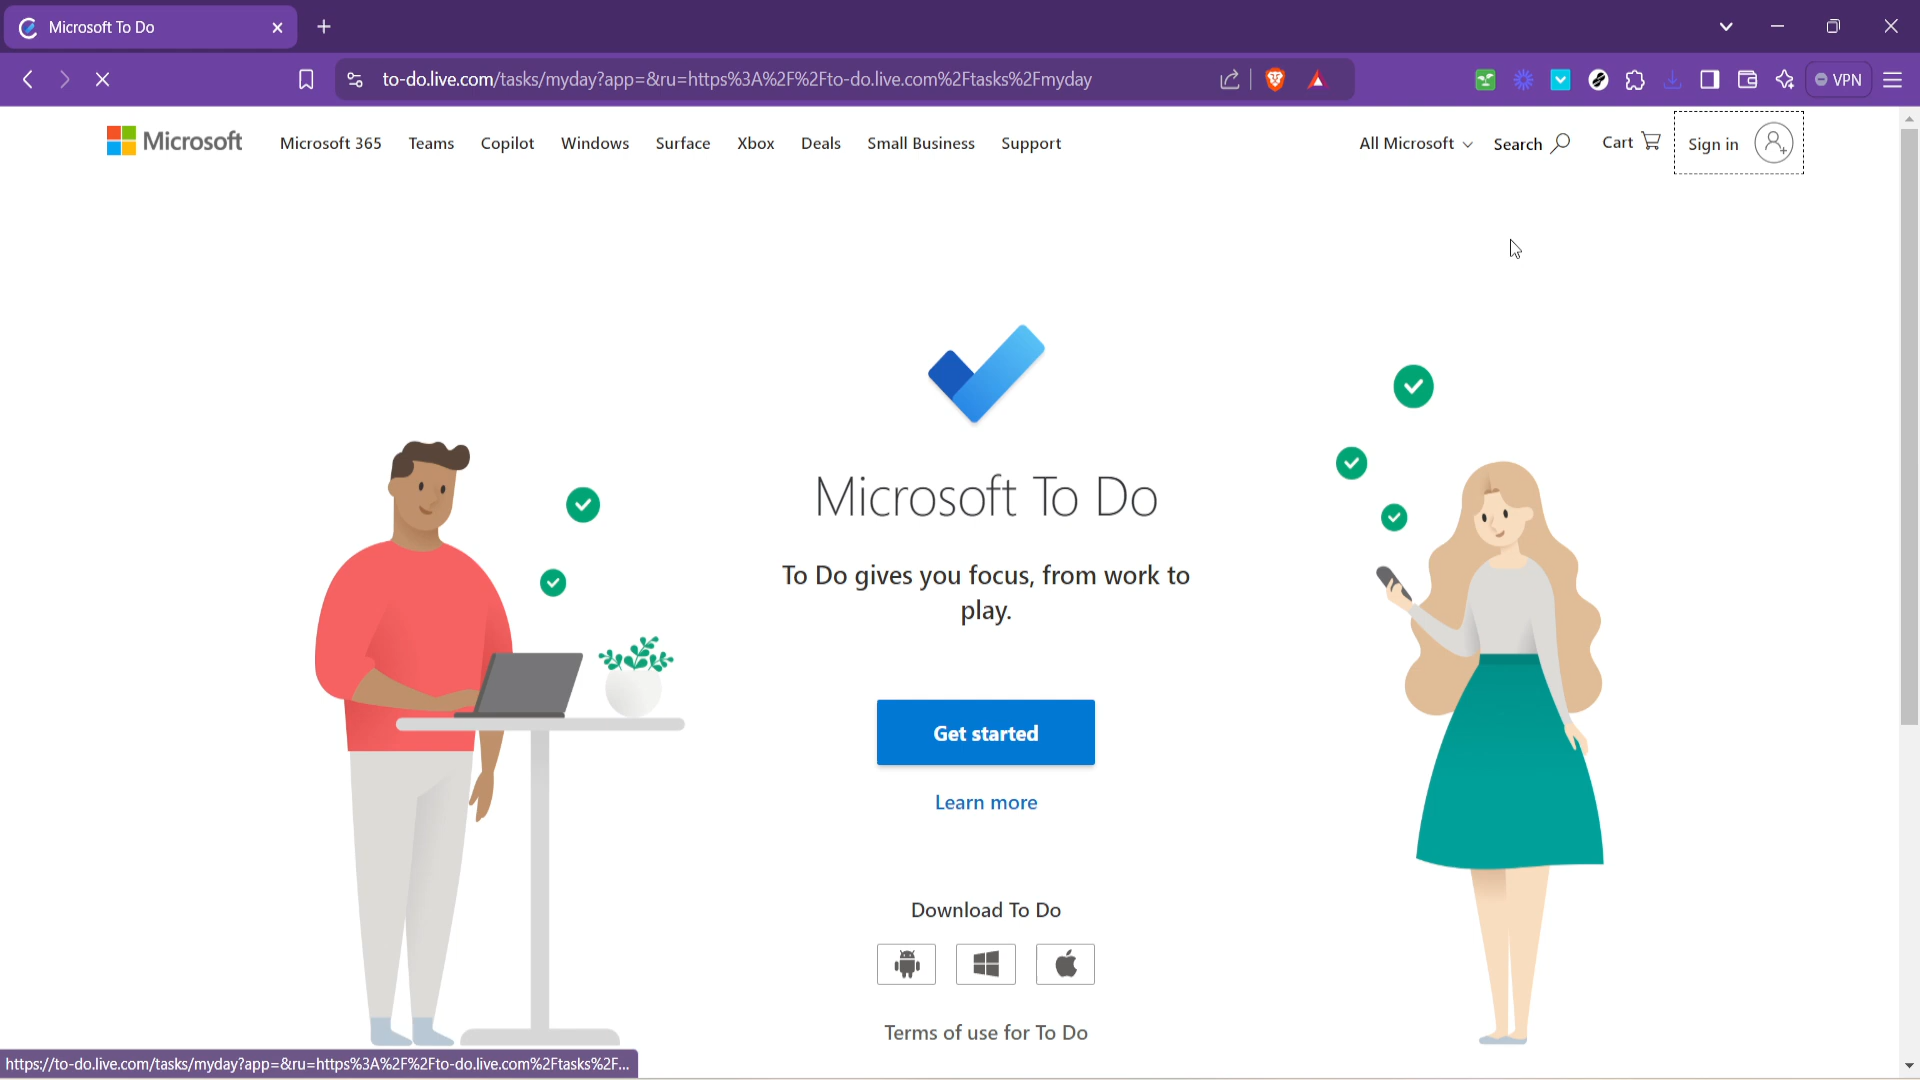 Microsoft To Do
to-do.live.com/tasks/myday?app=&ru=https%3A%2F%2Fto-do.live.com%2Ftasks%2Fmyday
VPN
Microsoft
Microsoft 365
Teams
Copilot
Windows
Surface
Xbox
Deals
Small Business
Support
All Microsoft
Search
Cart
Sign in
Microsoft To Do
To Do gives you focus, from work to
play.
Get started
Learn more
Download To Do
Terms of use for To Do
https://to-do.live.com/tasks/myday?app=&ru=https%3A%2F%2Fto-do.live.com%2Ftasks%2F...